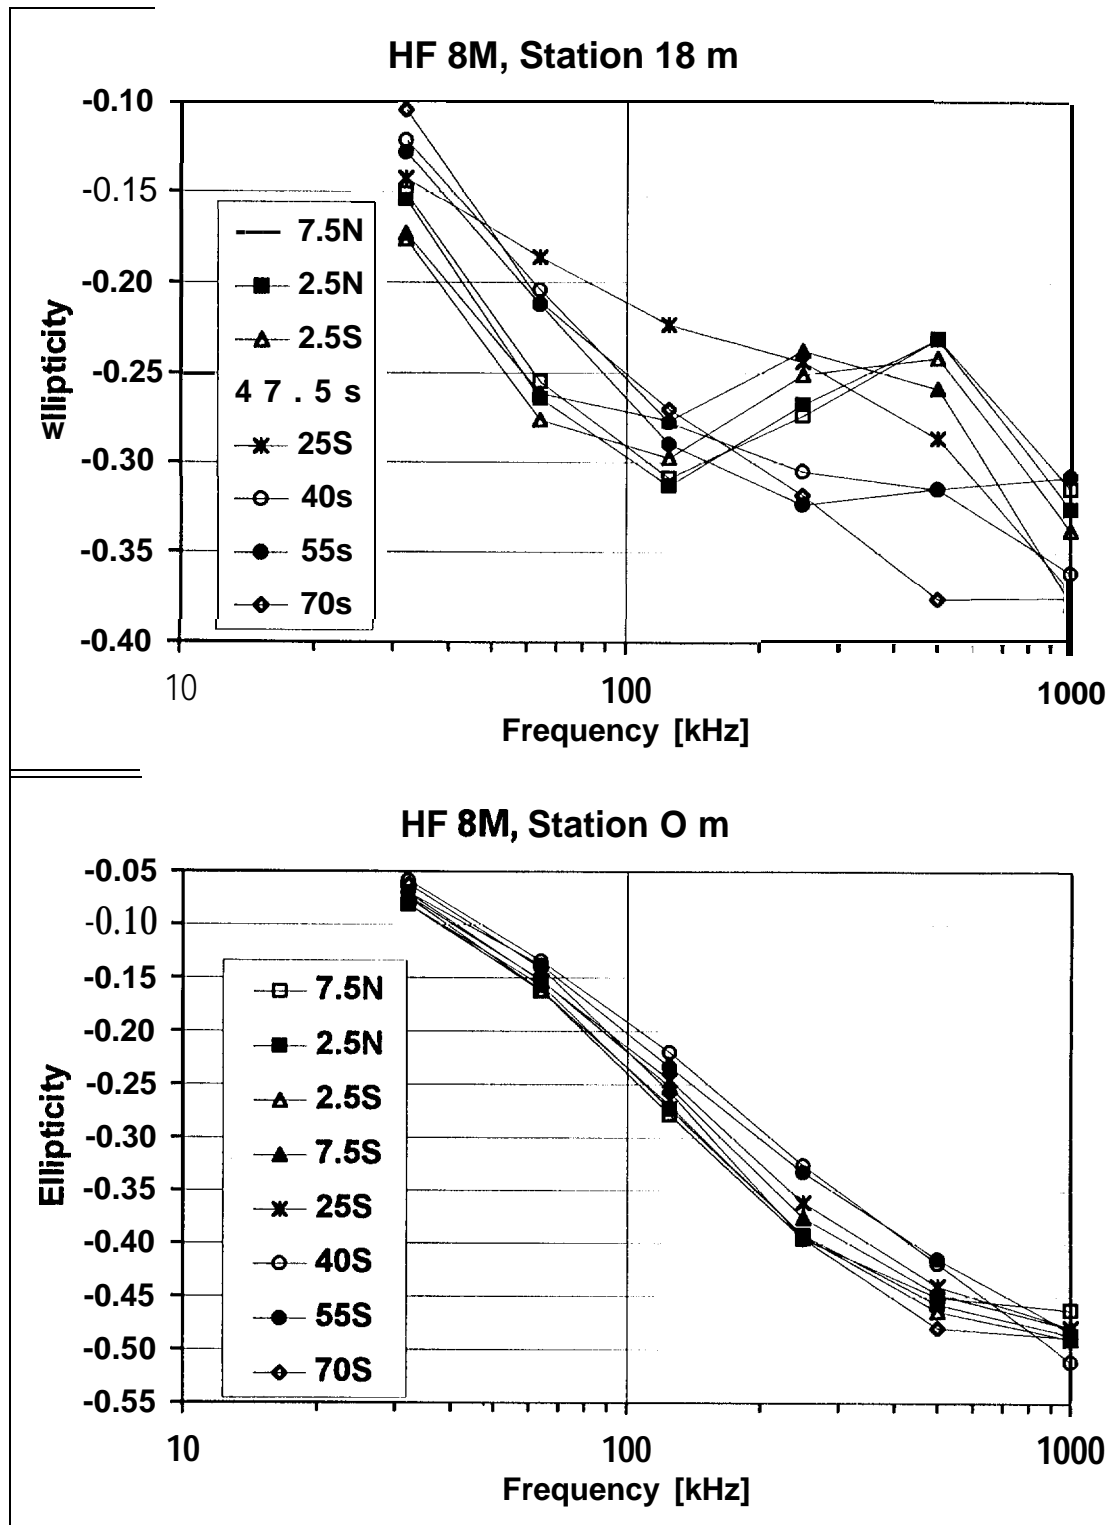 HF 8M, Station 18 m
-0.10
-0.15
-0.20
-0.25
-0.30
-0.35
-0.40
Ellipticity
7.5N
2.5N
2.5S
4 7 . 5 s
25S
40s
55s
70s
10
100
1000
Frequency [kHz]
HF 8M, Station O m
-0.05
-0.10
-0.15
-0.20
-0.25
-0.30
-0.35
-0.40
-0.45
-0.50
-0.55
Ellipticity
7.5N
2.5N
2.5S
7.5S
25S
40S
55S
70S
10
100
1000
Frequency [kHz]